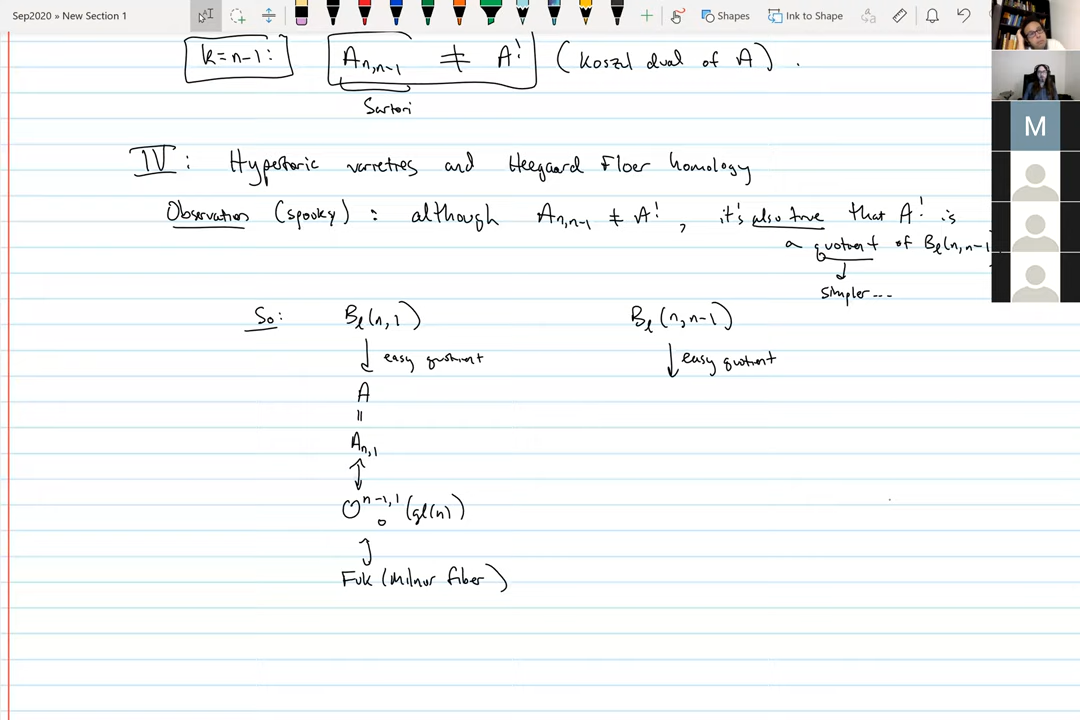 Sep2020 » New Section 1
Shapes
Ink to Shape
k=n-1:
A_{n,n-1} ≠ A^! (Koszul dual of A).
Sartori
IV: Hypertoric varieties and Heegaard Floer homology
Observation (spooky): although A_{n,n-1} ≠ A^!, it's also true that A^! is
a quotient of B_ℓ(n,n-1)
simpler...
So: B_ℓ(n,1) B_ℓ(n,n-1)
↓ easy quotient ↓ easy quotient
A
=
A_{n,1}
↕
O_0^{n-1,1}(gl(n))
Fuk(Milnor fiber)
M